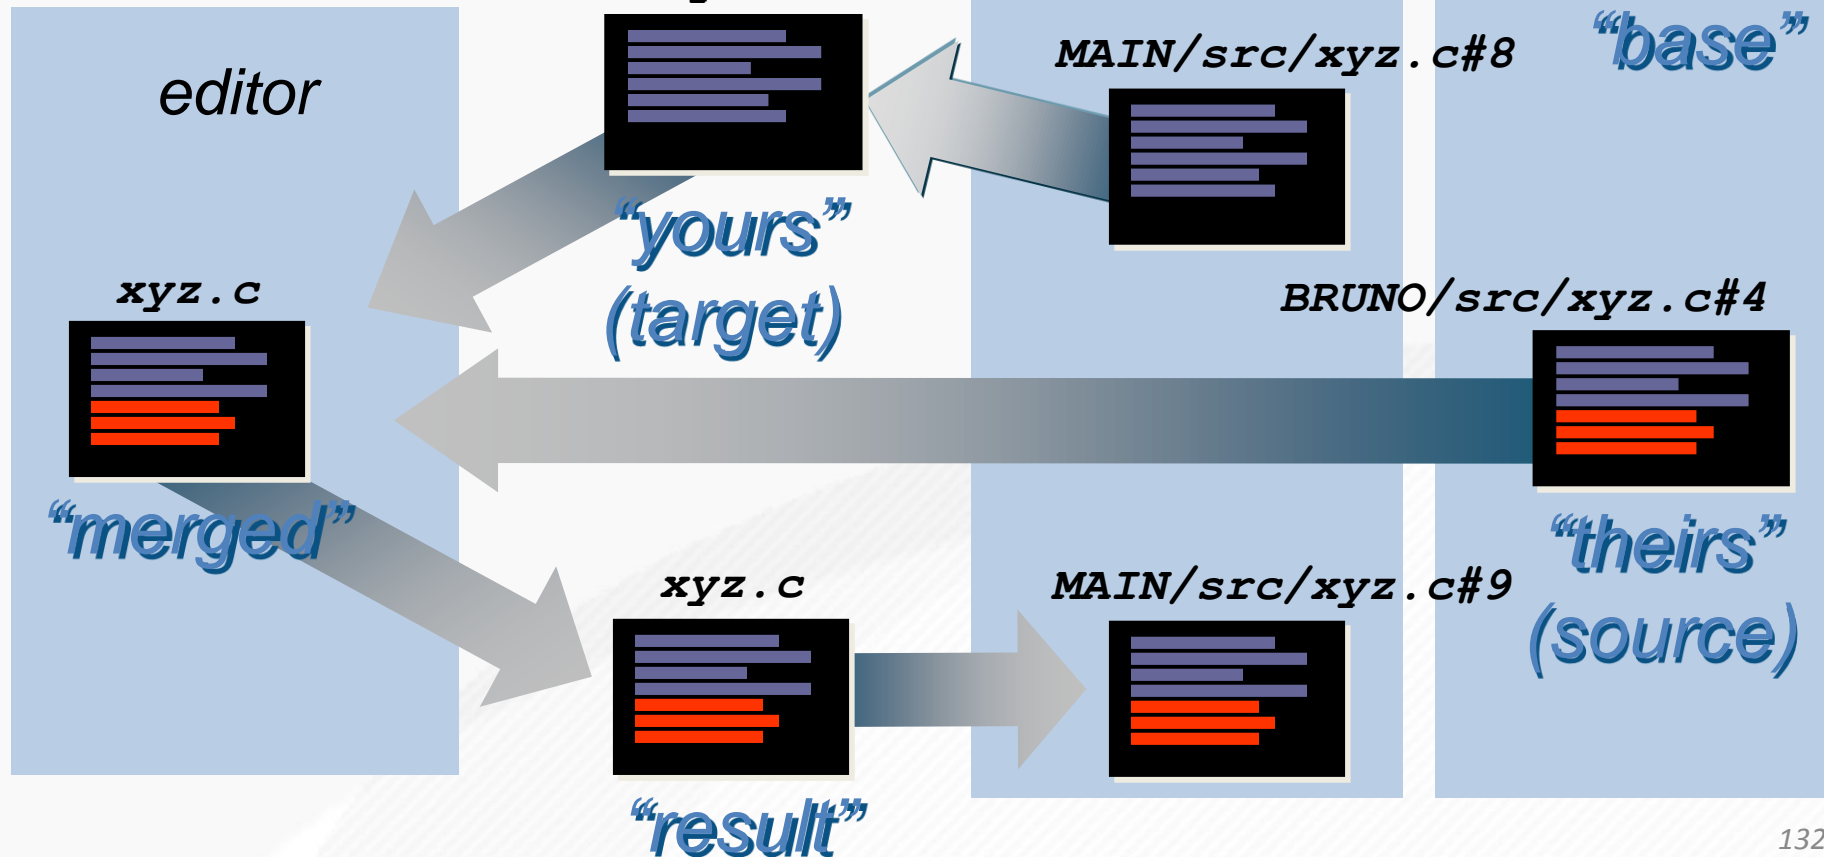 “base”
MAIN/src/xyz.c#8
editor
“yours”
(target)
xyz.c
BRUNO/src/xyz.c#4
“merged”
“theirs”
(source)
xyz.c
MAIN/src/xyz.c#9
“result”
132